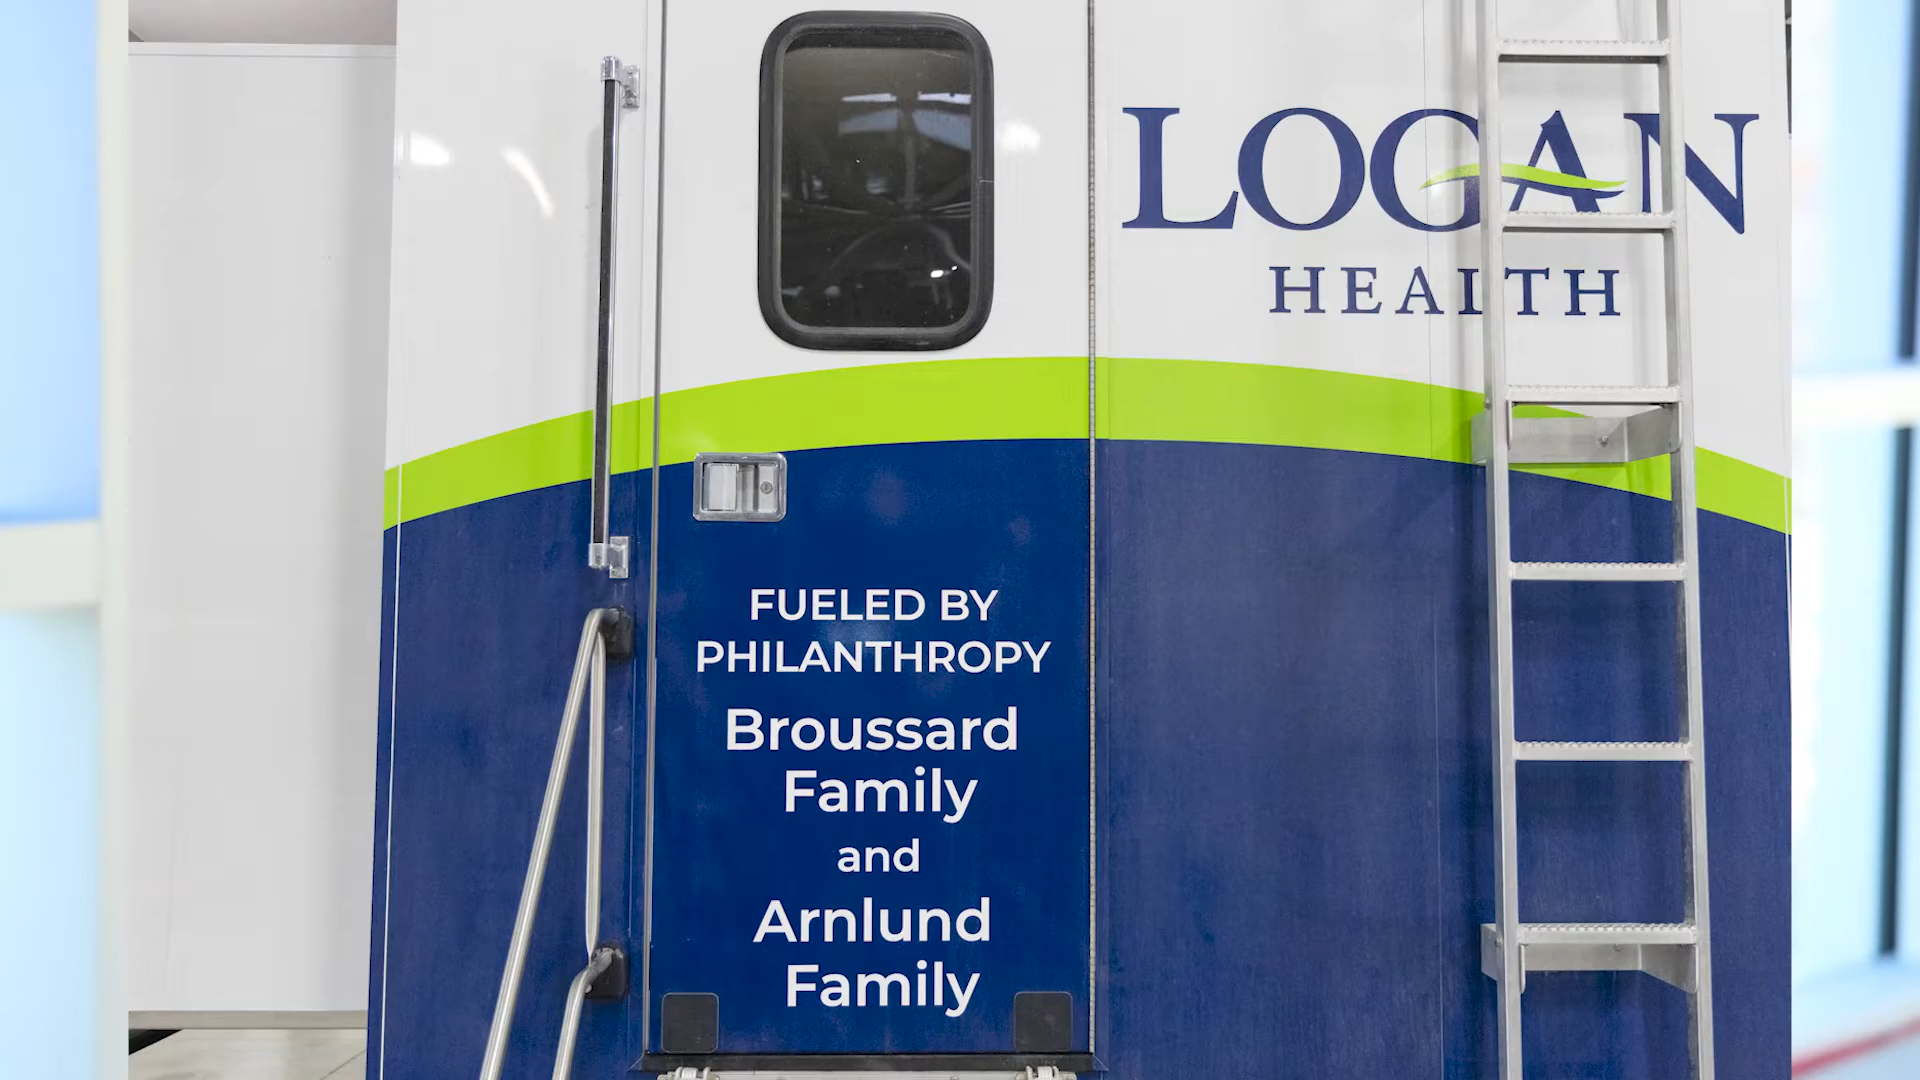 LOGAN
HEALTH
FUELED BY
PHILANTHROPY
Broussard
Family
and
Arnlund
Family